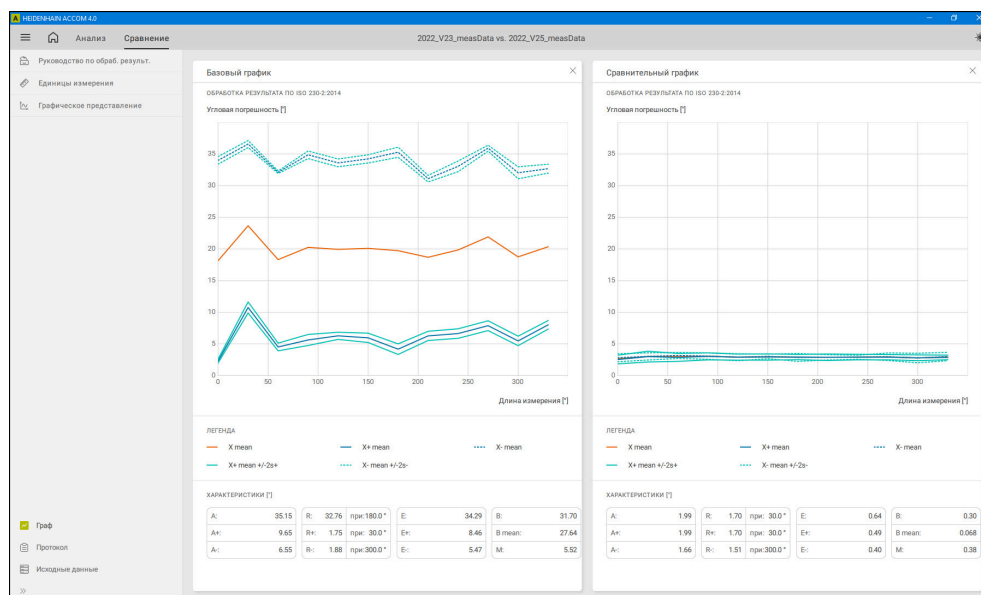 HEIDENHAIN ACCOM 4.0
Анализ Сравнение 2022_V23_measData vs. 2022_V25_measData
Руководство по обраб. результ.
Единицы измерения
Графическое представление
Граф
Протокол
Исходные данные
Базовый график
ОБРАБОТКА РЕЗУЛЬТАТА ПО ISO 230-2:2014
Угловая погрешность ["]
35
30
25
20
15
10
5
0
0 50 100 150 200 250 300
Длина измерения [°]
ЛЕГЕНДА
X mean X+ mean X- mean
X+ mean +/-2s+ X- mean +/-2s-
ХАРАКТЕРИСТИКИ ["]
A: 35.15 R: 32.76 при:180.0 ° E: 34.29 B: 31.70
A+: 9.65 R+: 1.75 при: 30.0 ° E+: 8.46 B mean: 27.64
A-: 6.55 R-: 1.88 при:300.0 ° E-: 5.47 M: 5.52
Сравнительный график
ОБРАБОТКА РЕЗУЛЬТАТА ПО ISO 230-2:2014
Угловая погрешность ["]
35
30
25
20
15
10
5
0
0 50 100 150 200 250 300
Длина измерения [°]
ЛЕГЕНДА
X mean X+ mean X- mean
X+ mean +/-2s+ X- mean +/-2s-
ХАРАКТЕРИСТИКИ ["]
A: 1.99 R: 1.70 при: 30.0 ° E: 0.64 B: 0.30
A+: 1.99 R+: 1.70 при: 30.0 ° E+: 0.49 B mean: 0.068
A-: 1.66 R-: 1.51 при:300.0 ° E-: 0.40 M: 0.38